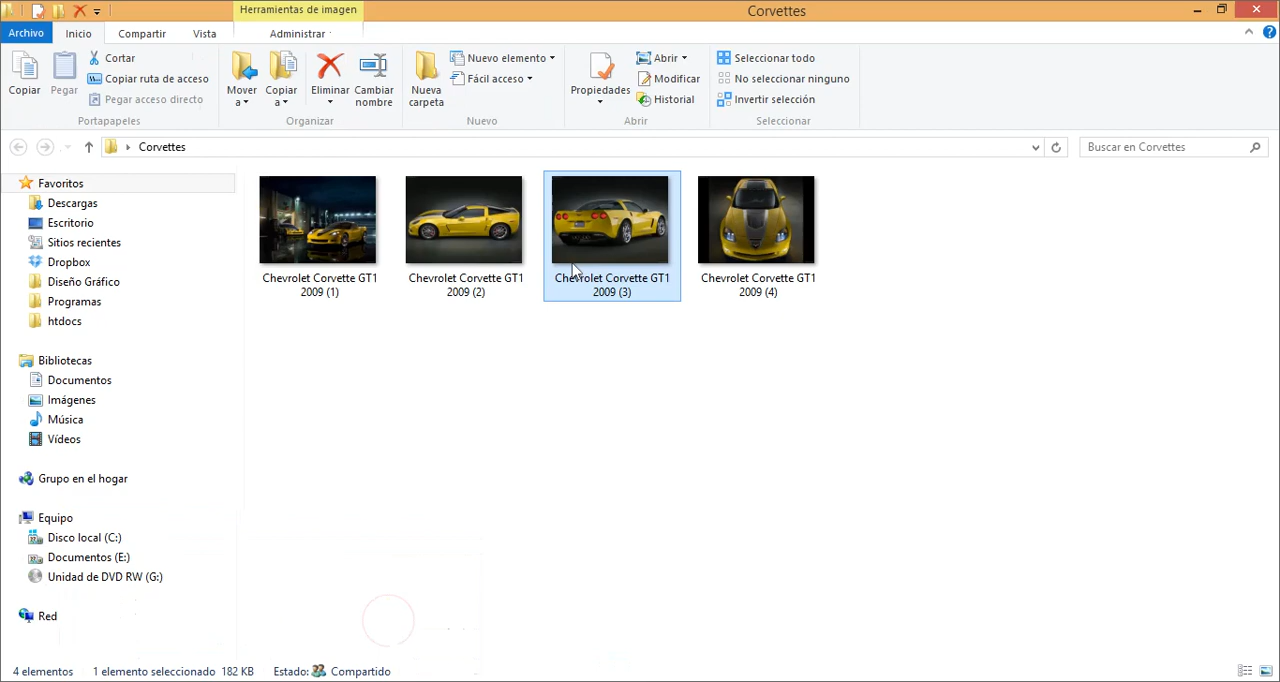 Herramientas de imagen
Corvettes
Archivo
Inicio
Compartir
Vista
Administrar
Copiar
Pegar
Cortar
Copiar ruta de acceso
Pegar acceso directo
Portapapeles
Mover a
Copiar a
Eliminar
Cambiar nombre
Organizar
Nueva carpeta
Nuevo elemento
Fácil acceso
Nuevo
Propiedades
Abrir
Modificar
Historial
Abrir
Seleccionar todo
No seleccionar ninguno
Invertir selección
Seleccionar
Corvettes
Buscar en Corvettes
Favoritos
Descargas
Escritorio
Sitios recientes
Dropbox
Diseño Gráfico
Programas
htdocs
Bibliotecas
Documentos
Imágenes
Música
Vídeos
Grupo en el hogar
Equipo
Disco local (C:)
Documentos (E:)
Unidad de DVD RW (G:)
Red
Chevrolet Corvette GT1
2009 (1)
Chevrolet Corvette GT1
2009 (2)
Chevrolet Corvette GT1
2009 (3)
Chevrolet Corvette GT1
2009 (4)
4 elementos
1 elemento seleccionado 182 KB
Estado: Compartido